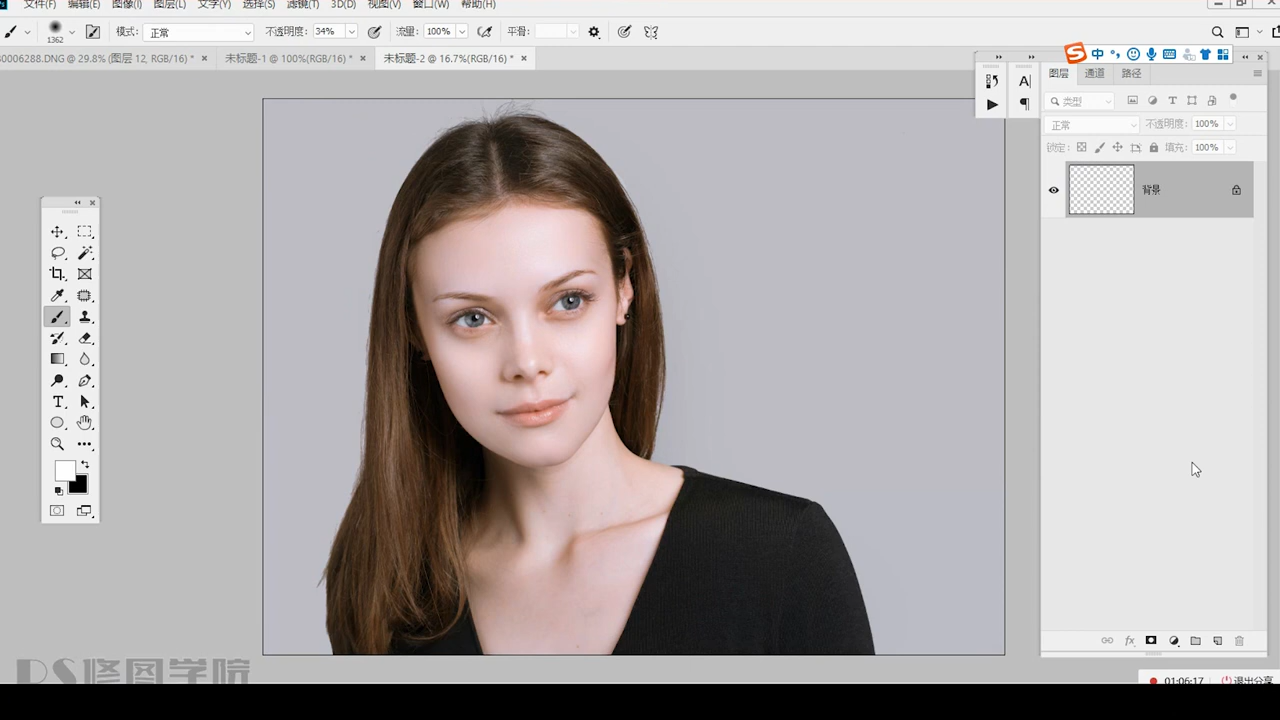 文件(F) 编辑(E) 图像(I) 图层(L) 文字(Y) 选择(S) 滤镜(T) 3D(D) 视图(V) 窗口(W) 帮助(H)
1362 模式: 正常 不透明度: 34% 流量: 100% 平滑:
0006288.DNG @ 29.8% (图层 12, RGB/16) * × 未标题-1 @ 100%(RGB/16) * × 未标题-2 @ 16.7%(RGB/16) * ×
中
图层 通道 路径
类型
正常 不透明度: 100%
锁定: 填充: 100%
背景
fx
PS修图学院
01:06:17 退出分享